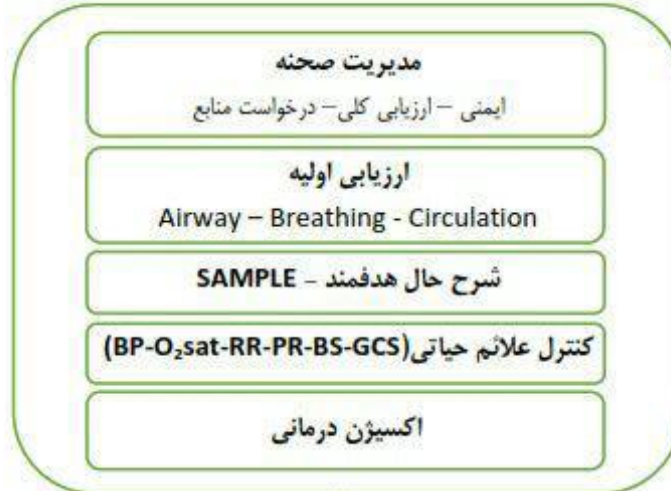 مدیریت صحنه
ایمنی – ارزیابی کلی – درخواست منابع
ارزیابی اولیه
Airway – Breathing - Circulation
شرح حال هدفمند – SAMPLE
کنترل علائم حیاتی(BP-O₂sat-RR-PR-BS-GCS)
اکسیژن درمانی